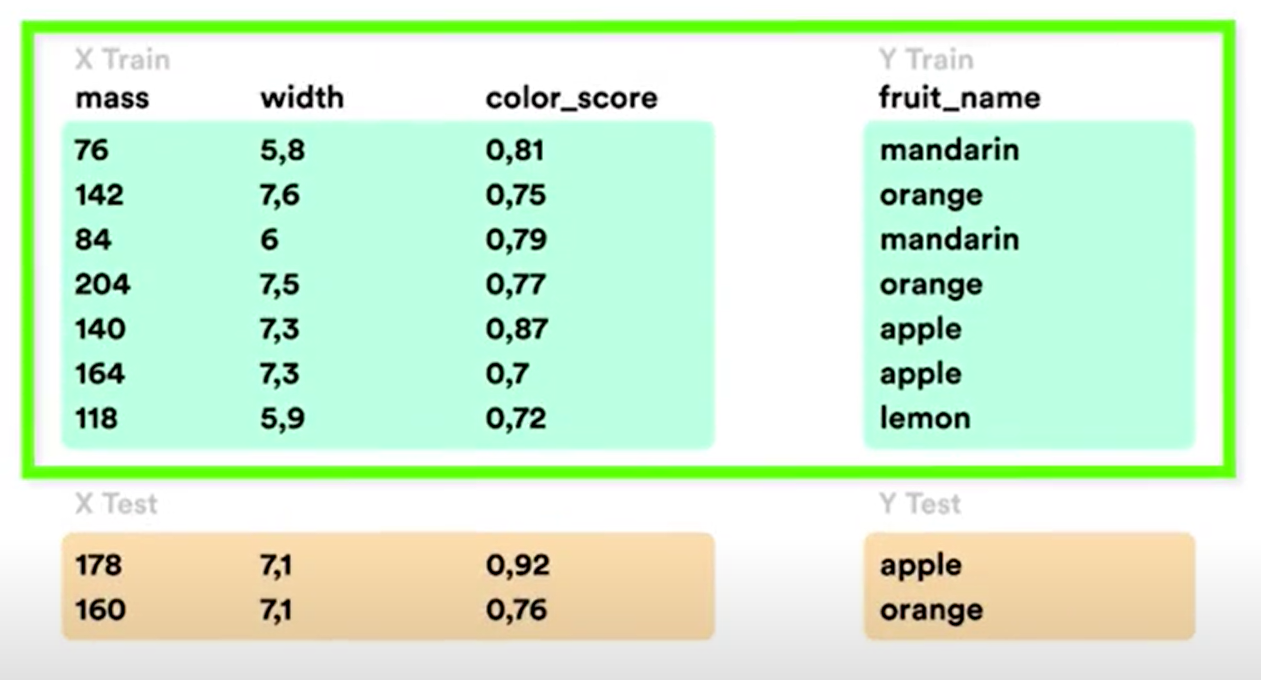 X Train Y Train
mass width color_score fruit_name
76 5,8 0,81 mandarin
142 7,6 0,75 orange
84 6 0,79 mandarin
204 7,5 0,77 orange
140 7,3 0,87 apple
164 7,3 0,7 apple
118 5,9 0,72 lemon
X Test Y Test
178 7,1 0,92 apple
160 7,1 0,76 orange